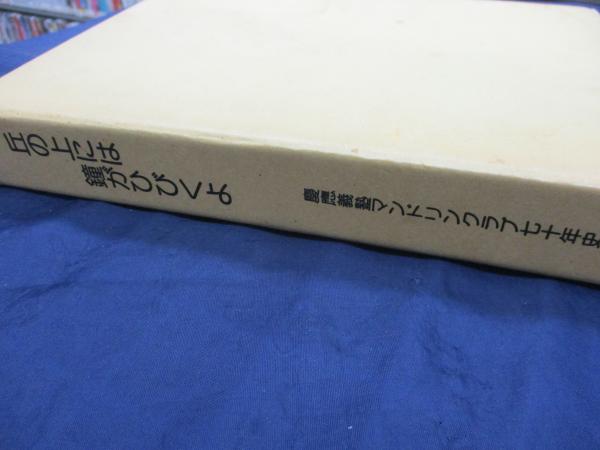 丘の上には
鐘がひびくよ
慶應義塾マンドリンクラブ七十年史